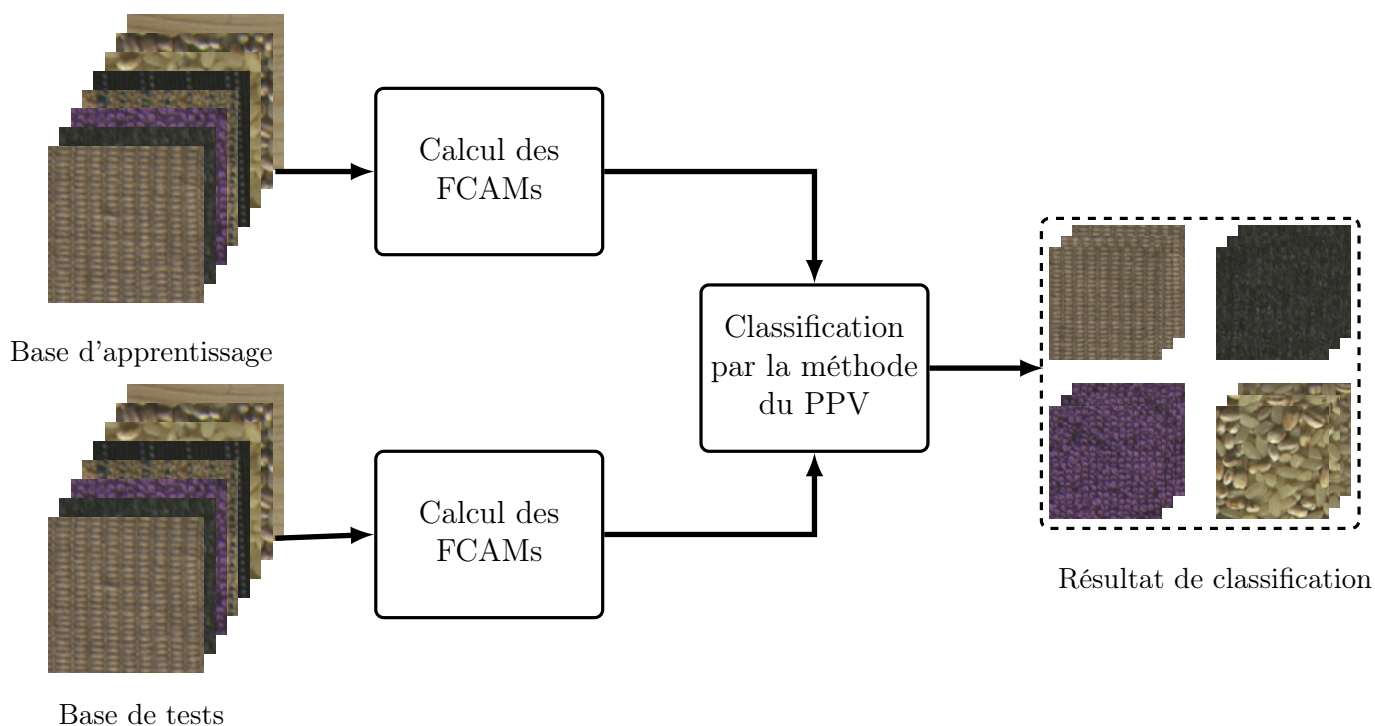 Calcul des
FCAMs
Base d'apprentissage
Classification
par la méthode
du PPV
Calcul des
FCAMs
Résultat de classification
Base de tests